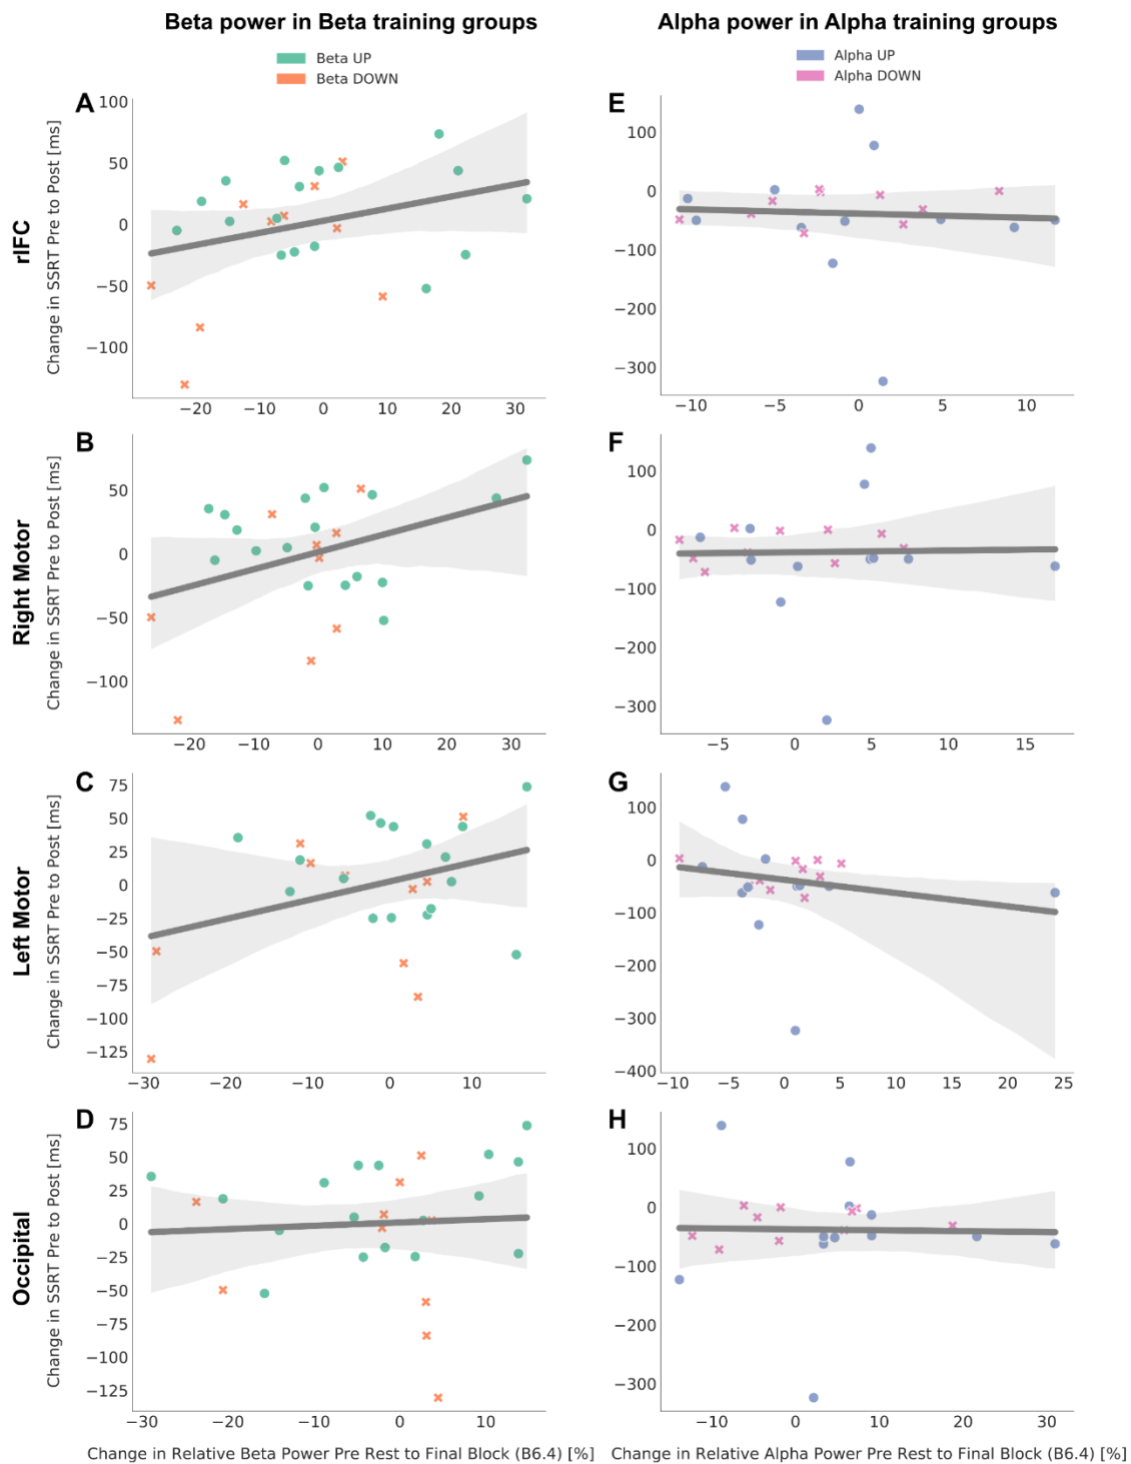 Beta power in Beta training groups
Alpha power in Alpha training groups
Beta UP
Beta DOWN
Alpha UP
Alpha DOWN
A
rIFC
Change in SSRT Pre to Post [ms]
100
50
0
−50
−100
−20 −10 0 10 20 30
E
100
0
−100
−200
−300
−10 −5 0 5 10
B
Right Motor
Change in SSRT Pre to Post [ms]
50
0
−50
−100
−20 −10 0 10 20 30
F
100
0
−100
−200
−300
−5 0 5 10 15
C
Left Motor
Change in SSRT Pre to Post [ms]
75
50
25
0
−25
−50
−75
−100
−125
−30 −20 −10 0 10
G
100
0
−100
−200
−300
−400
−10 −5 0 5 10 15 20 25
D
Occipital
Change in SSRT Pre to Post [ms]
75
50
25
0
−25
−50
−75
−100
−125
−30 −20 −10 0 10
Change in Relative Beta Power Pre Rest to Final Block (B6.4) [%]
H
100
0
−100
−200
−300
−10 0 10 20 30
Change in Relative Alpha Power Pre Rest to Final Block (B6.4) [%]